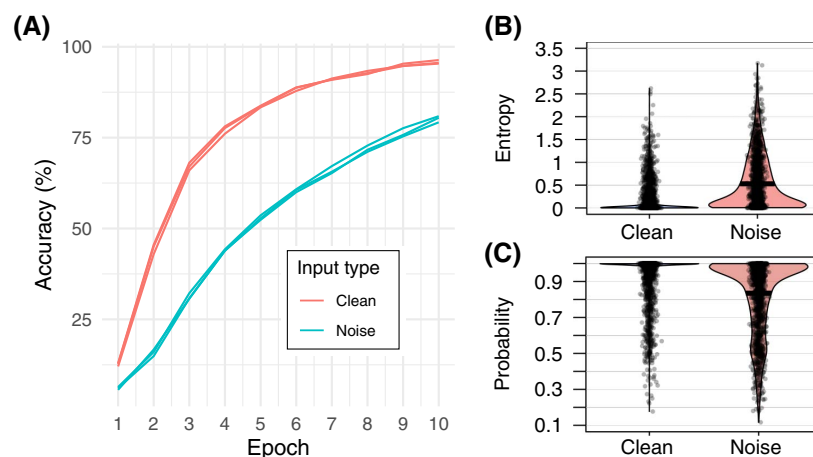 (A)
100
75
50
25
Accuracy (%)
1 2 3 4 5 6 7 8 9 10
Epoch
Input type
Clean
Noise
(B)
3.5
3
2.5
2
1.5
1
0.5
0
Entropy
Clean Noise
(C)
0.9
0.7
0.5
0.3
0.1
Probability
Clean Noise